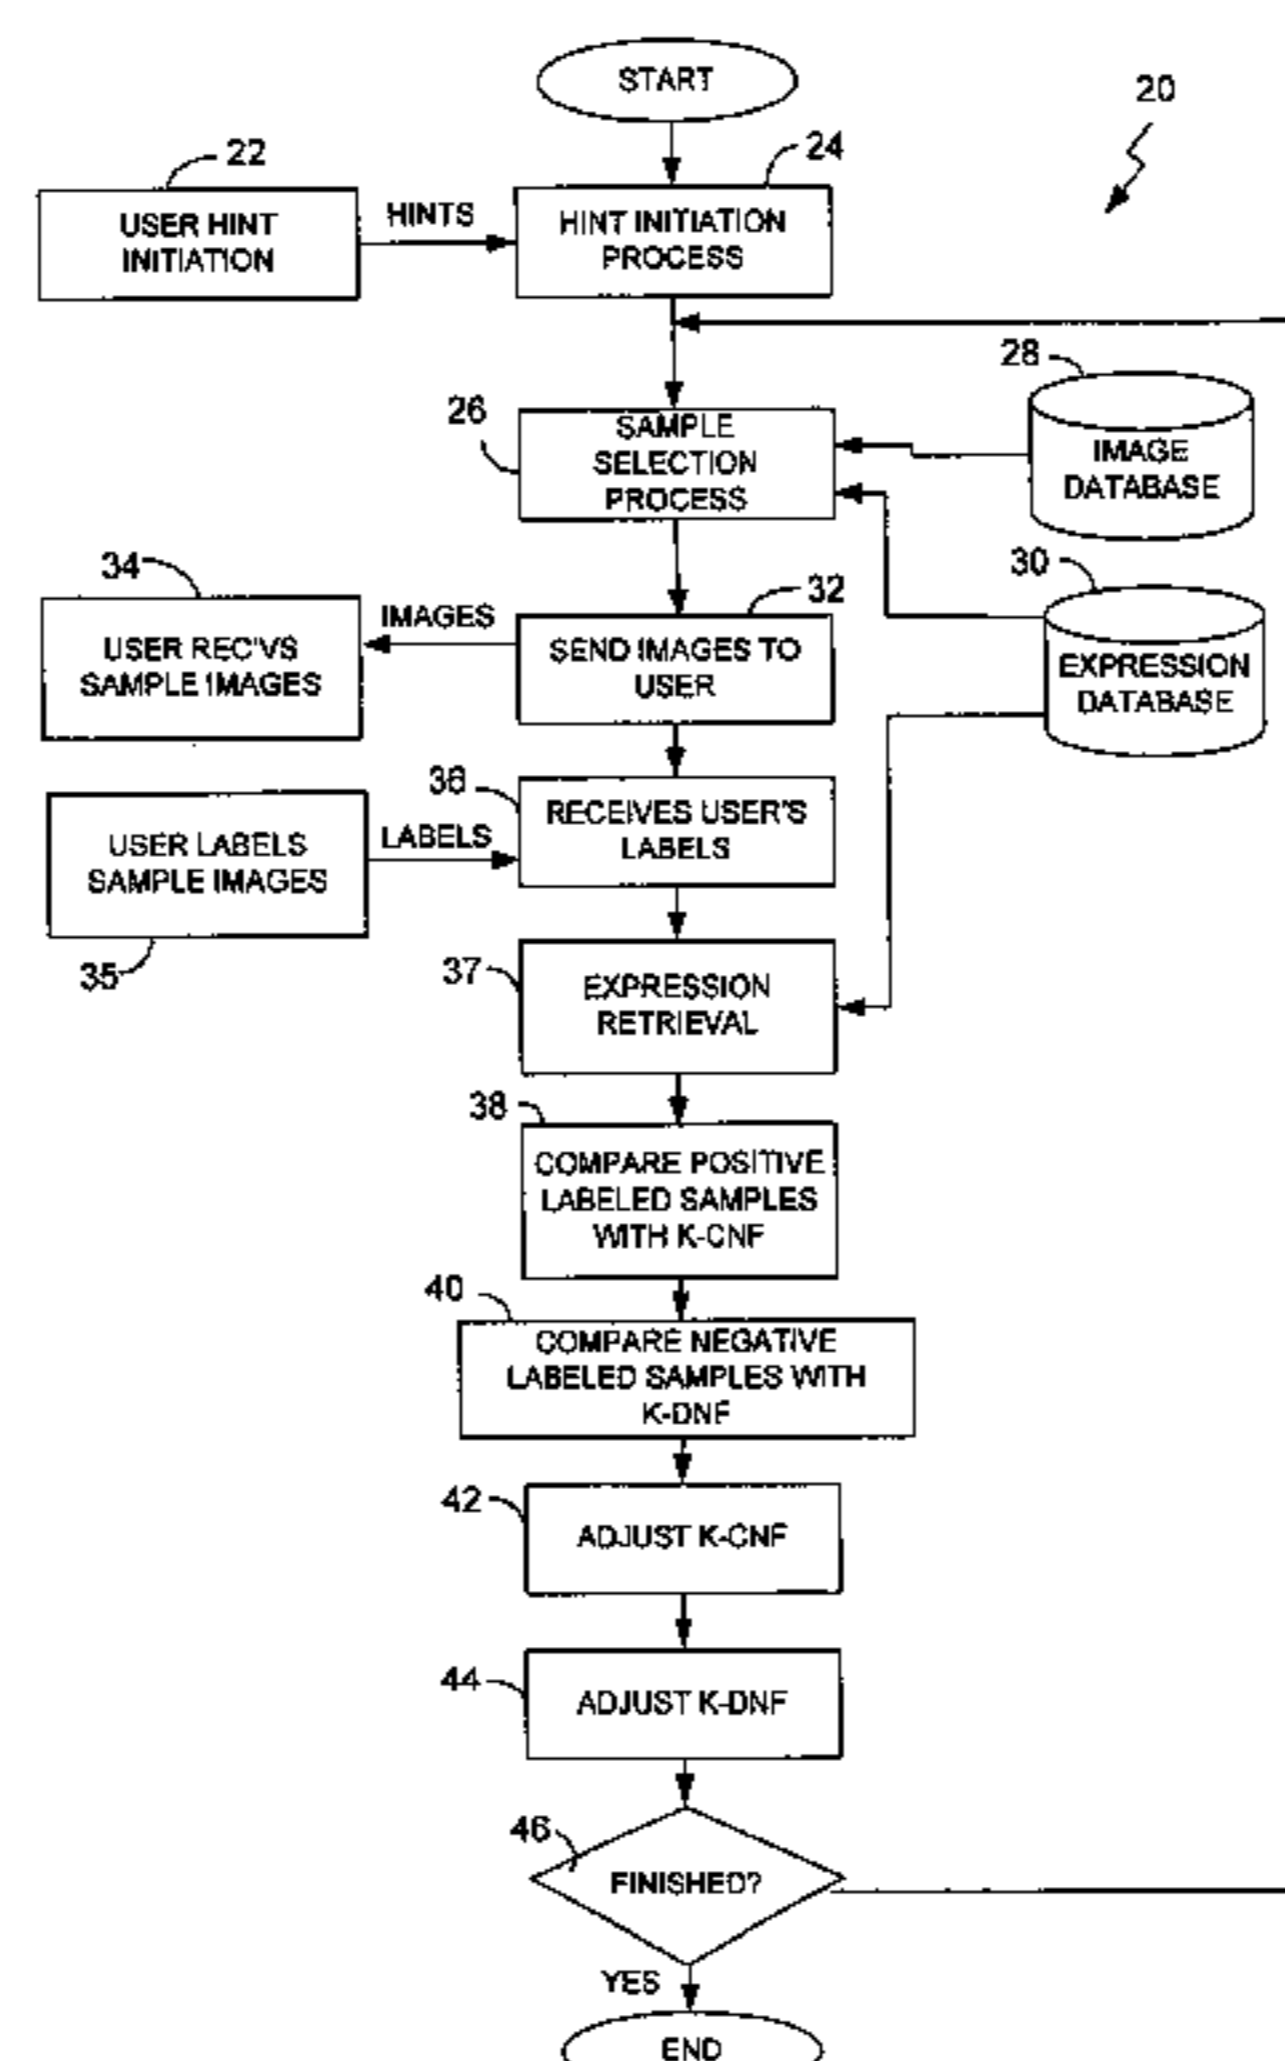 START
20
22
24
USER HINT
INITIATION
HINTS
HINT INITIATION
PROCESS
28
26
SAMPLE
SELECTION
PROCESS
IMAGE
DATABASE
34
30
32
IMAGES
USER REC'VS
SAMPLE IMAGES
SEND IMAGES TO
USER
EXPRESSION
DATABASE
36
USER LABELS
SAMPLE IMAGES
LABELS
RECEIVES USER'S
LABELS
35
37
EXPRESSION
RETRIEVAL
38
COMPARE POSITIVE
LABELED SAMPLES
WITH K-CNF
40
COMPARE NEGATIVE
LABELED SAMPLES WITH
K-DNF
42
ADJUST K-CNF
44
ADJUST K-DNF
46
FINISHED?
YES
END